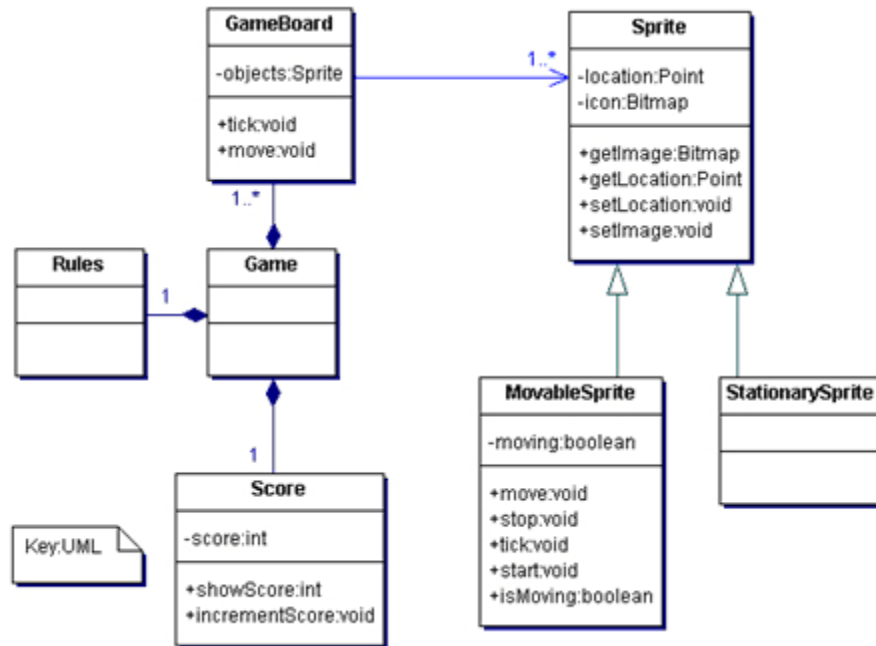 GameBoard
-objects:Sprite
+tick:void
+move:void
1..*
1..*
Sprite
-location:Point
-icon:Bitmap
+getImage:Bitmap
+getLocation:Point
+setLocation:void
+setImage:void
Rules
1
Game
1
Score
-score:int
+showScore:int
+incrementScore:void
Key:UML
MovableSprite
-moving:boolean
+move:void
+stop:void
+tick:void
+start:void
+isMoving:boolean
StationarySprite